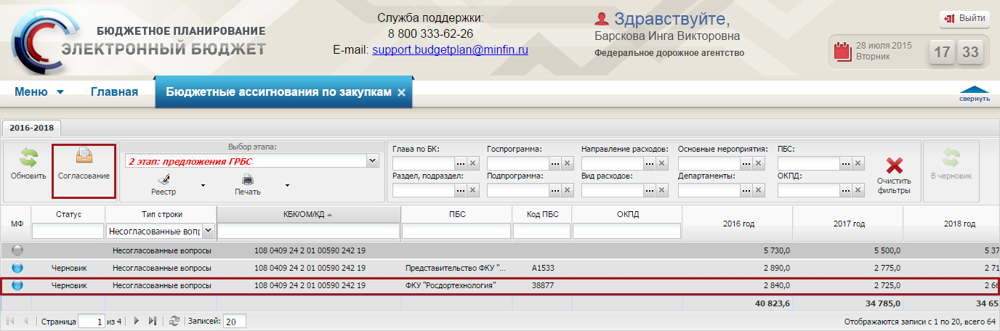 БЮДЖЕТНОЕ ПЛАНИРОВАНИЕ
ЭЛЕКТРОННЫЙ БЮДЖЕТ
Служба поддержки:
8 800 333-62-26
E-mail: support.budgetplan@minfin.ru
Здравствуйте,
Барскова Инга Викторовна
Федеральное дорожное агентство
Выйти
28 июля 2015
Вторник
17 33
Меню Главная Бюджетные ассигнования по закупкам
свернуть
2016-2018
Обновить
Согласование
Выбор этапа:
2 этап: предложения ГРБС
Реестр Печать
Глава по БК: Госпрограмма: Направление расходов: Основные мероприятия: ПБС:
Раздел, подраздел: Подпрограмма: Вид расходов: Департаменты: ОКПД:
Очистить
фильтры
В черновик
МФ Статус Тип строки КБК/ОМ/КД ПБС Код ПБС ОКПД 2016 год 2017 год 2018 год
Несогласованные вопр
Несогласованные вопросы 108 0409 24 2 01 00590 242 19 5 730,0 5 500,0 5 37
Черновик Несогласованные вопросы 108 0409 24 2 01 00590 242 19 Представительство ФКУ "... А1533 2 890,0 2 775,0 2 71
Черновик Несогласованные вопросы 108 0409 24 2 01 00590 242 19 ФКУ "Росдортехнология" 38877 2 840,0 2 725,0 2 66
40 823,6 34 785,0 34 65
Страница 1 из 4 Записей: 20 Отображаются записи с 1 по 20, всего 64